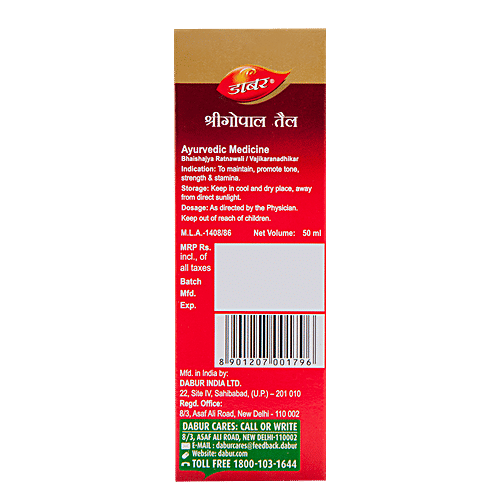 डाबर®
श्रीगोपाल तैल
Ayurvedic Medicine
Bhaishajya Ratnawali / Vajikaranadhikar
Indication: To maintain, promote tone,
strength & stamina.
Storage: Keep in cool and dry place, away
from direct sunlight.
Dosage: As directed by the Physician.
Keep out of reach of children.
M.L.A.-1408/86 Net Volume: 50 ml
MRP Rs.
incl., of
all taxes
Batch
Mfd.
Exp.
8 901207 001796
Mfd. in India by:
DABUR INDIA LTD.
22, Site IV, Sahibabad, (U.P.) – 201 010
Regd. Office:
8/3, Asaf Ali Road, New Delhi - 110 002
DABUR CARES: CALL OR WRITE
8/3, ASAF ALI ROAD, NEW DELHI-110002
E-MAIL : daburcares@feedback.dabur
Website: dabur.com
TOLL FREE 1800-103-1644